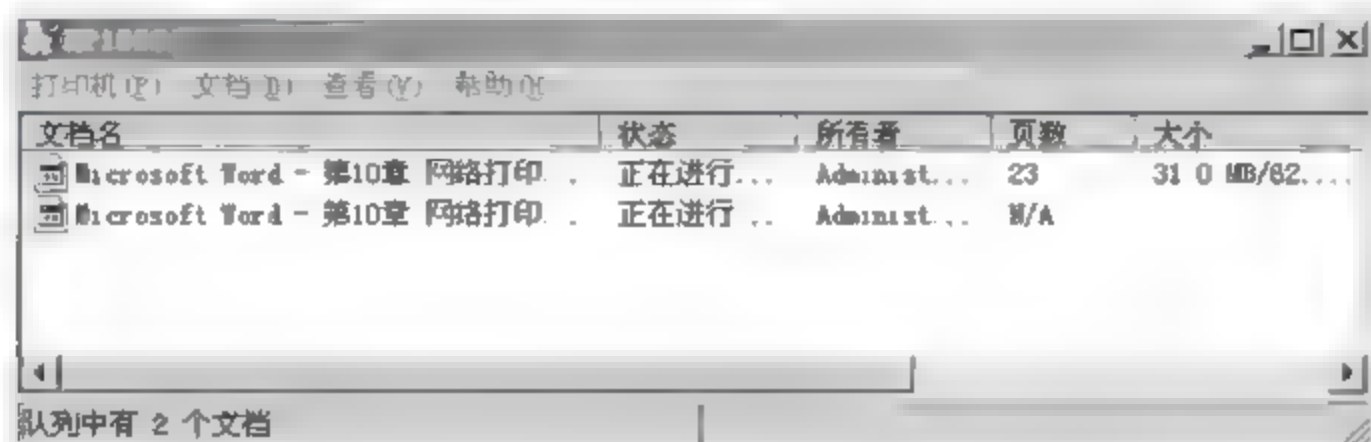 打印机(P) 文档(D) 查看(V) 帮助(H)
文档名 状态 所有者 页数 大小
Microsoft Word - 第10章 网络打印... 正在进行... Administ... 23 31.0 MB/62....
Microsoft Word - 第10章 网络打印... 正在进行... Administ... N/A
队列中有 2 个文档